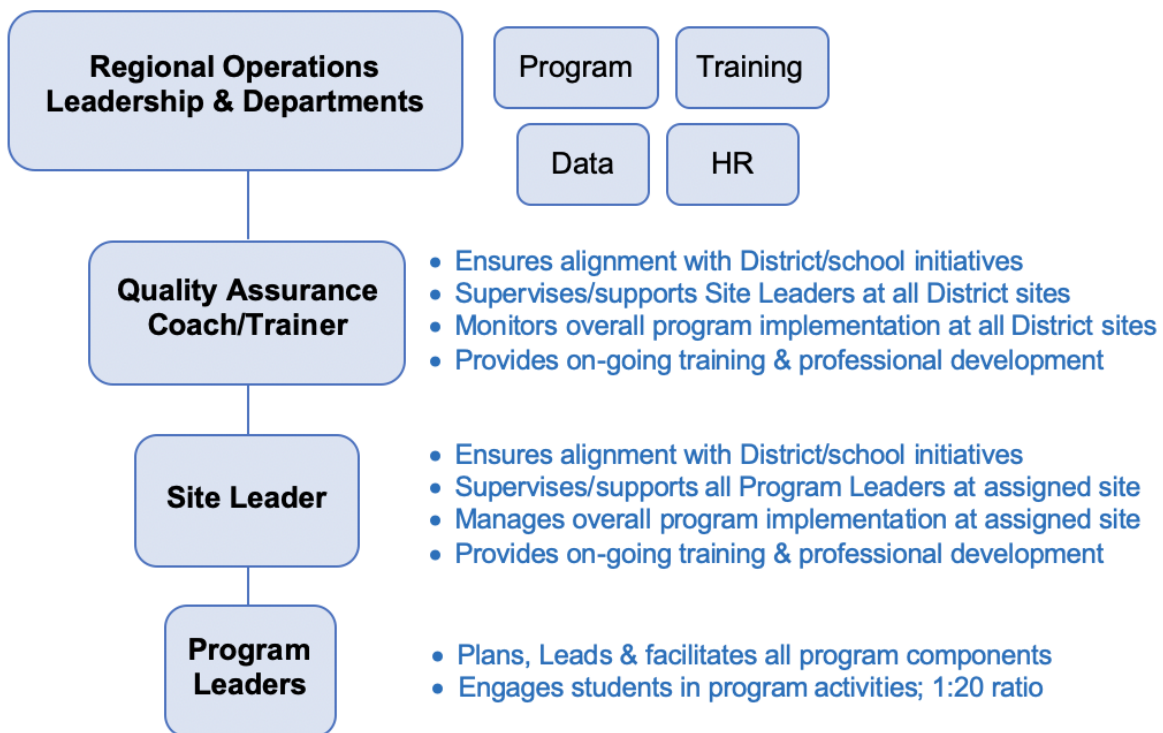 Regional Operations
Leadership & Departments
Program
Training
Data
HR
Quality Assurance
Coach/Trainer
• Ensures alignment with District/school initiatives
• Supervises/supports Site Leaders at all District sites
• Monitors overall program implementation at all District sites
• Provides on-going training & professional development
Site Leader
• Ensures alignment with District/school initiatives
• Supervises/supports all Program Leaders at assigned site
• Manages overall program implementation at assigned site
• Provides on-going training & professional development
Program
Leaders
• Plans, Leads & facilitates all program components
• Engages students in program activities; 1:20 ratio